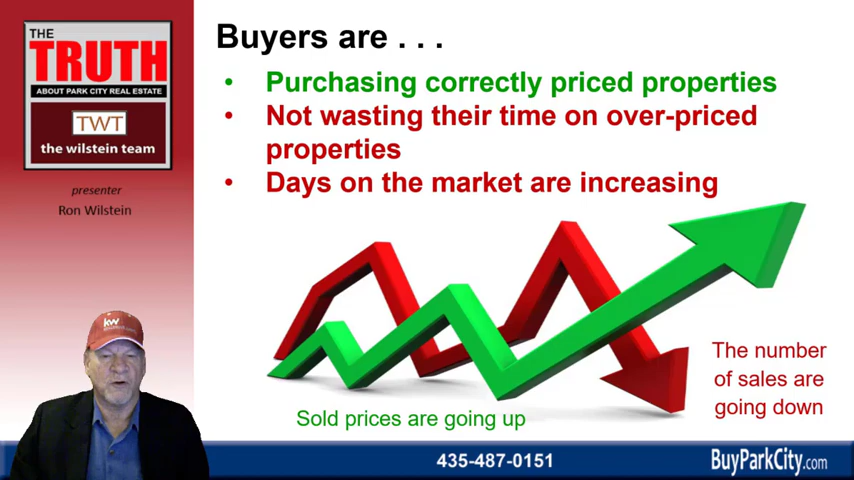 THE
TRUTH
ABOUT PARK CITY REAL ESTATE
TWT
the wilstein team
presenter
Ron Wilstein
Buyers are . . .
• Purchasing correctly priced properties
• Not wasting their time on over-priced
properties
• Days on the market are increasing
kw
The number
of sales are
going down
Sold prices are going up
435-487-0151
BuyParkCity.com